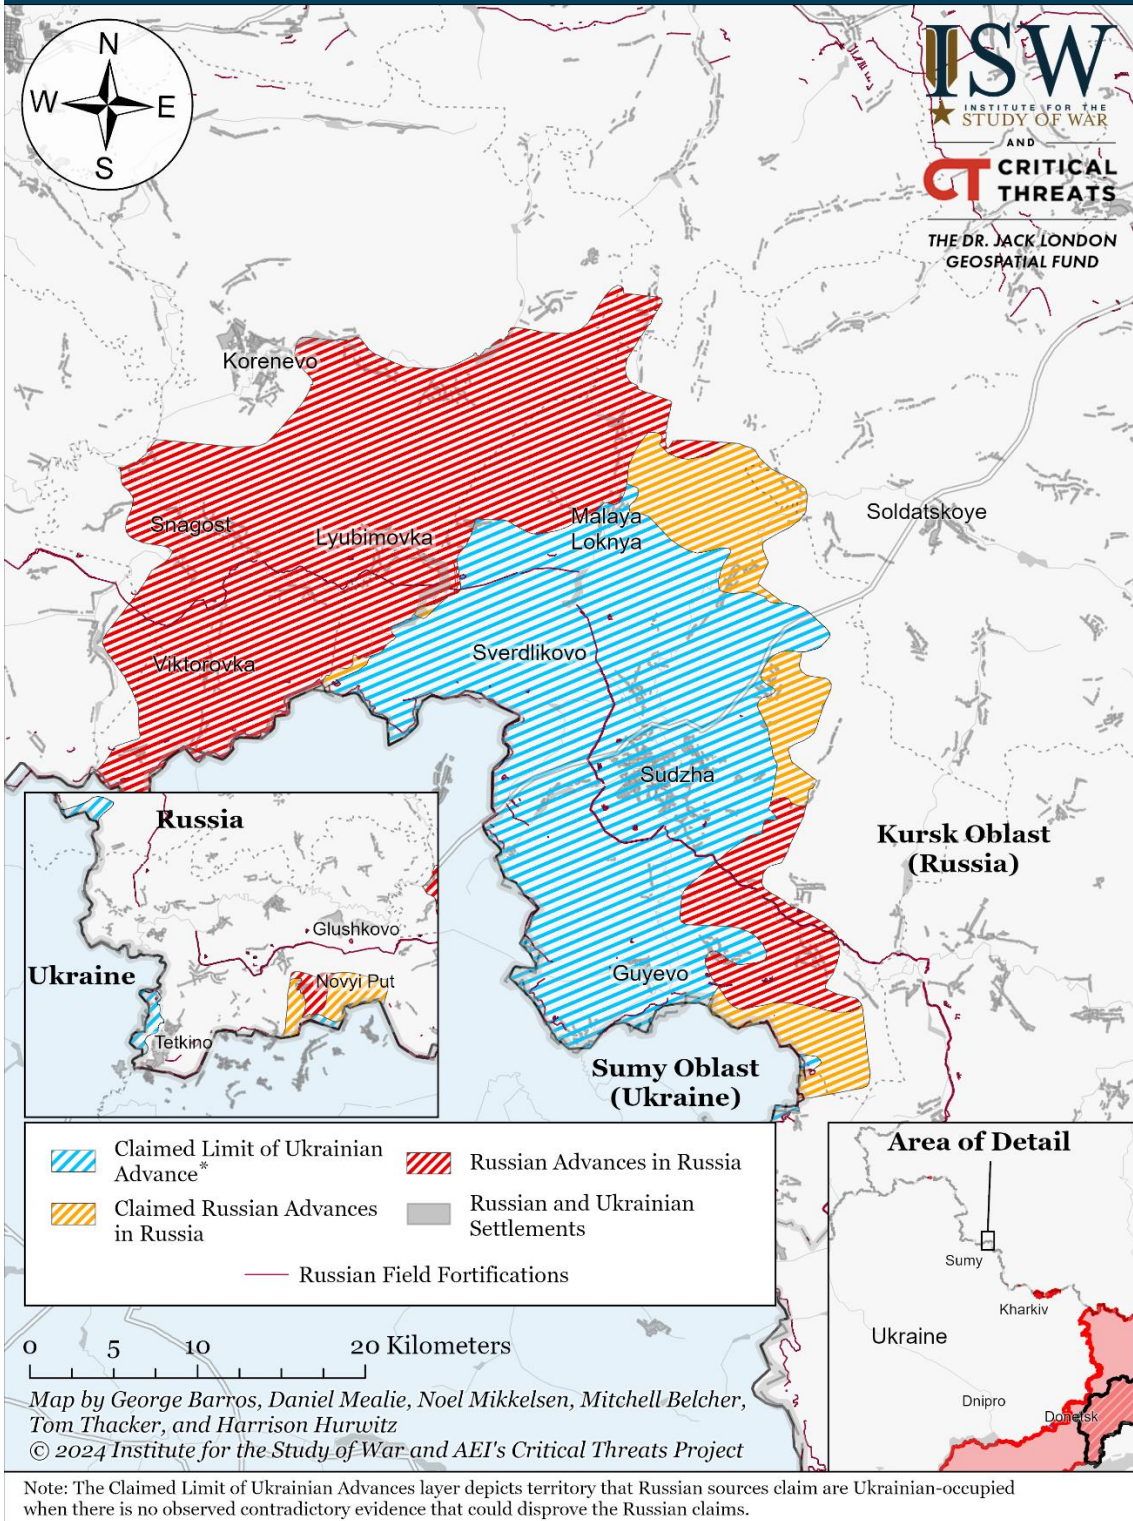 N
W
E
S
ISW
INSTITUTE FOR THE
STUDY OF WAR
AND
CT CRITICAL
THREATS
THE DR. JACK LONDON
GEOSPATIAL FUND
Korenevo
Snagost
Lyubimovka
Malaya
Loknya
Soldatskoye
Viktorovka
Sverdlikovo
Sudzha
Kursk Oblast
(Russia)
Guyevo
Sumy Oblast
(Ukraine)
Russia
Glushkovo
Ukraine
Novyi Put
Tetkino
Claimed Limit of Ukrainian
Advance*
Russian Advances in Russia
Claimed Russian Advances
in Russia
Russian and Ukrainian
Settlements
Russian Field Fortifications
Area of Detail
Sumy
Kharkiv
Ukraine
Dnipro
Donetsk
0 5 10 20 Kilometers
Map by George Barros, Daniel Mealie, Noel Mikkelsen, Mitchell Belcher,
Tom Thacker, and Harrison Hurwitz
© 2024 Institute for the Study of War and AEI's Critical Threats Project
Note: The Claimed Limit of Ukrainian Advances layer depicts territory that Russian sources claim are Ukrainian-occupied
when there is no observed contradictory evidence that could disprove the Russian claims.